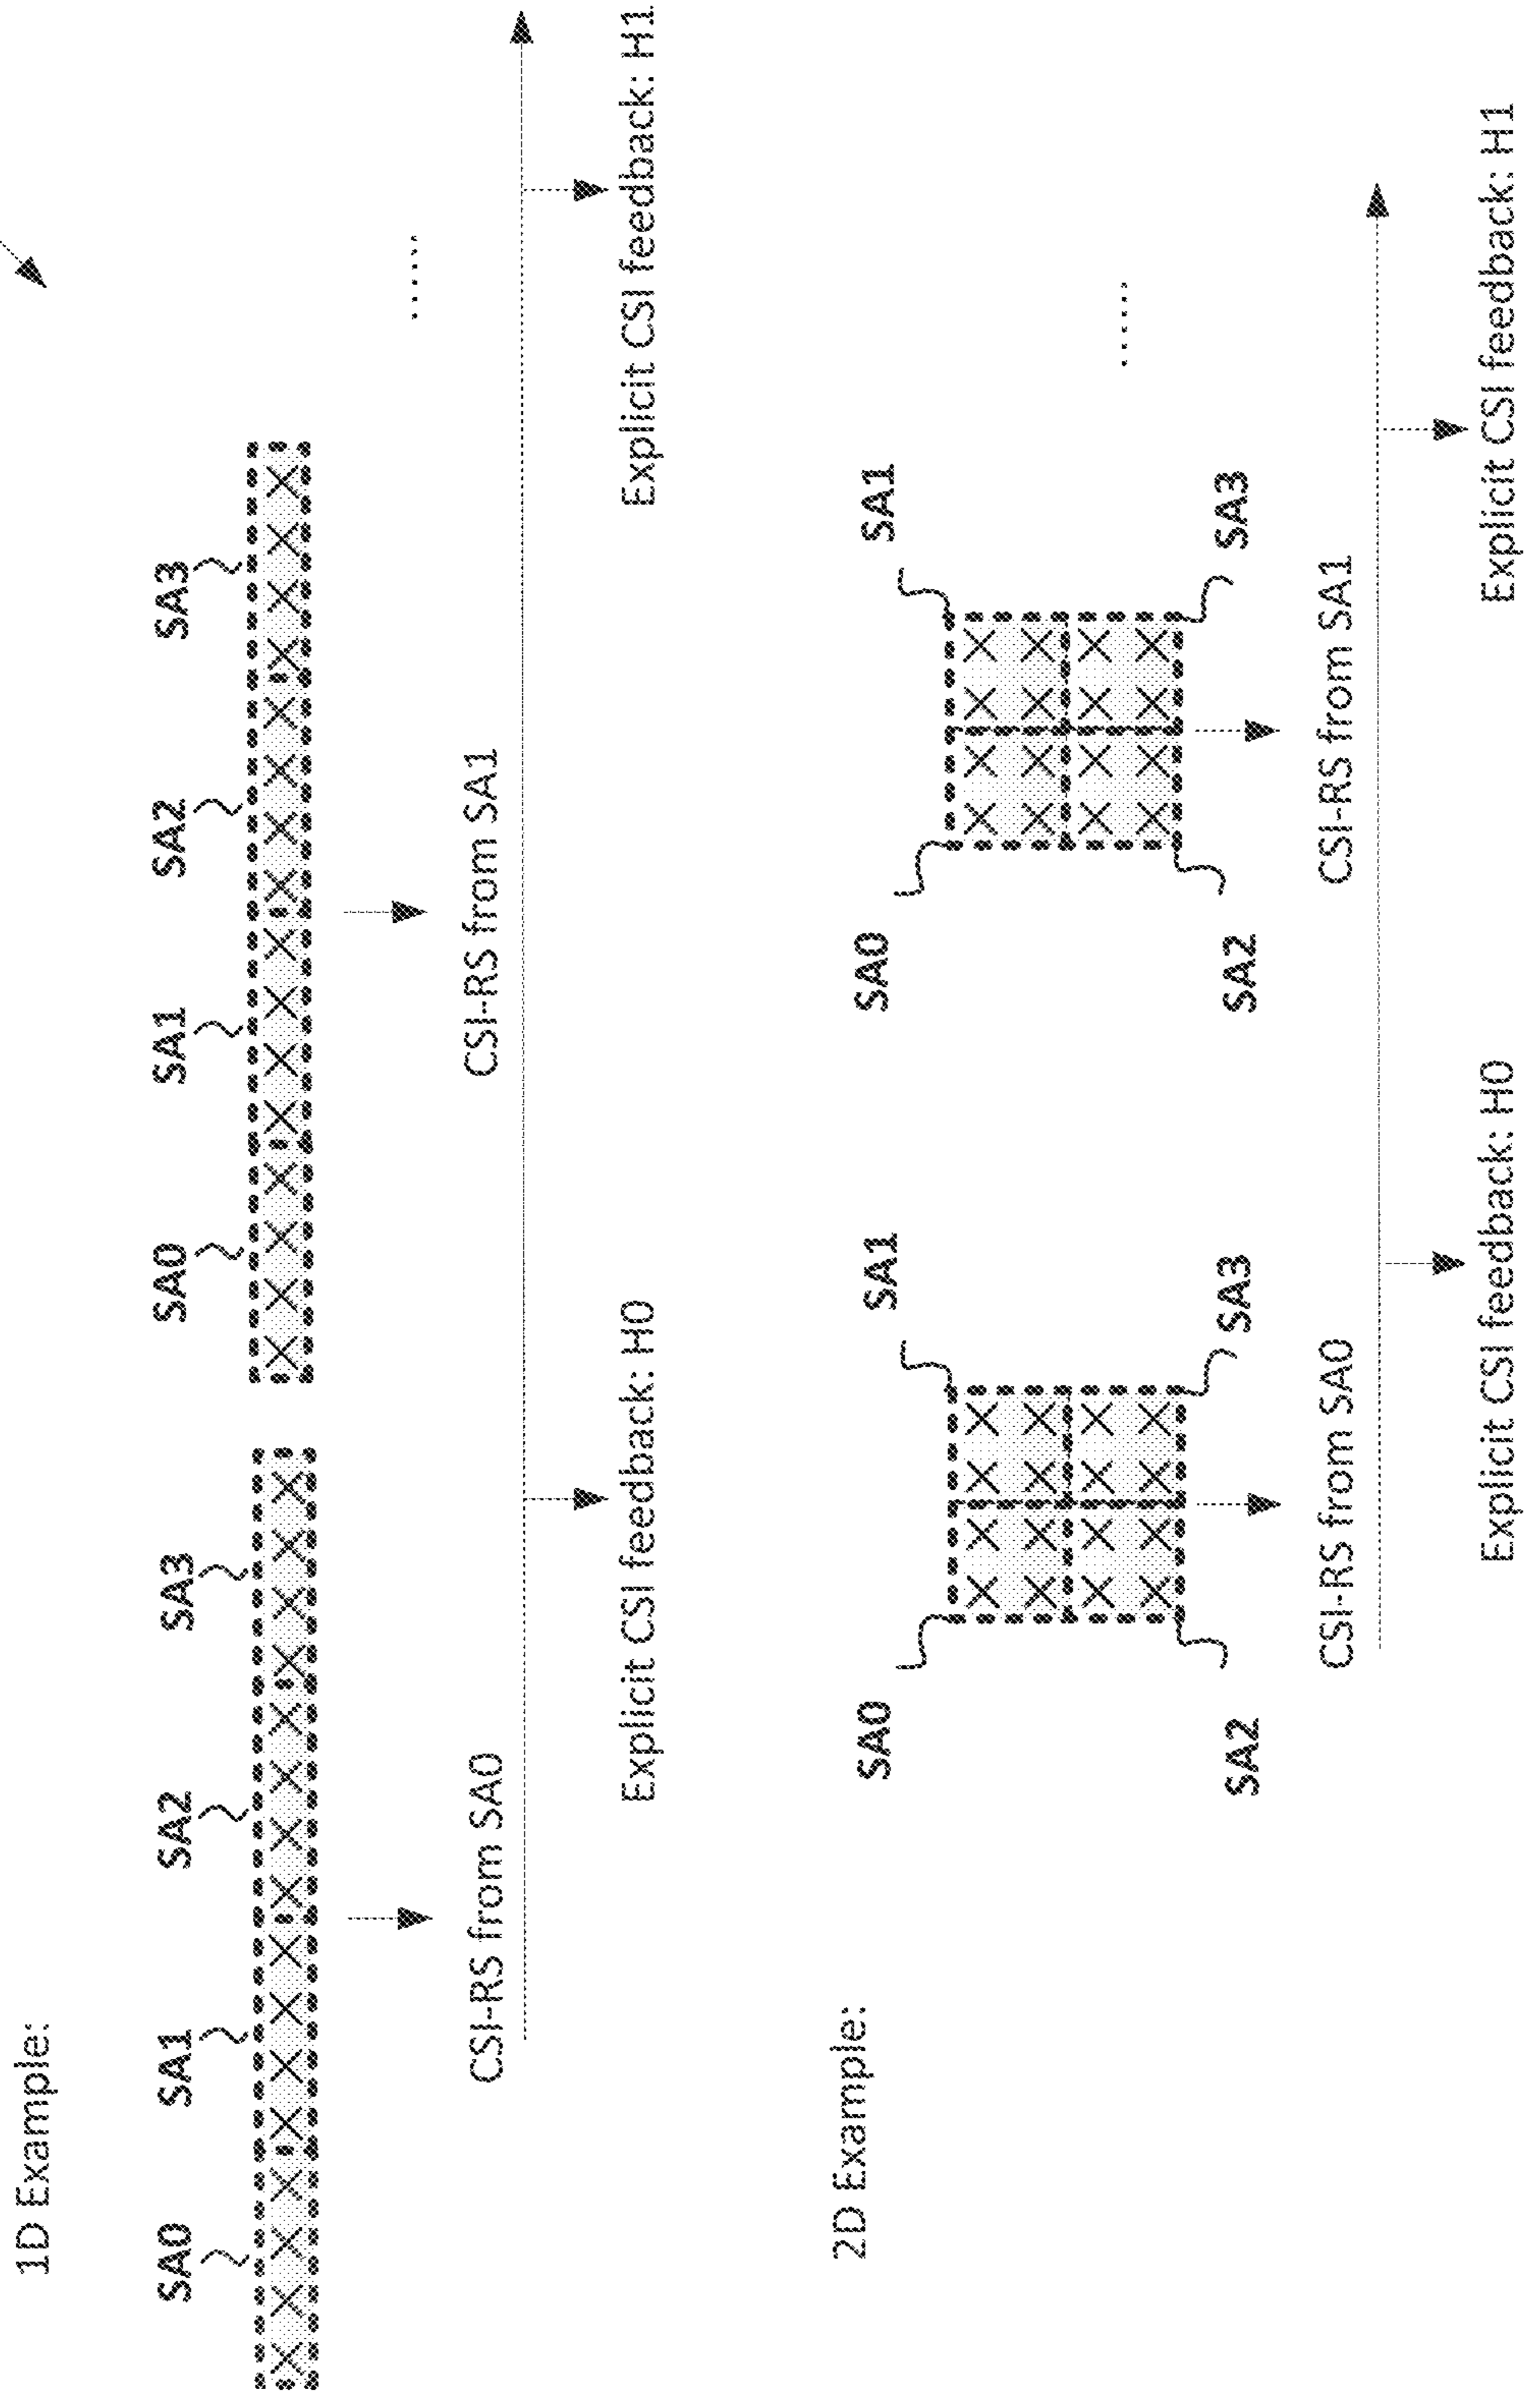 1D Example:
SA0 SA1 SA2 SA3 SA0 SA1 SA2 SA3
.....
CSI-RS from SA0 CSI-RS from SA1
Explicit CSI feedback: H0 Explicit CSI feedback: H1
2D Example:
SA0 SA1 SA0 SA1
.....
SA2 SA3 SA2 SA3
CSI-RS from SA0 CSI-RS from SA1
Explicit CSI feedback: H0 Explicit CSI feedback: H1